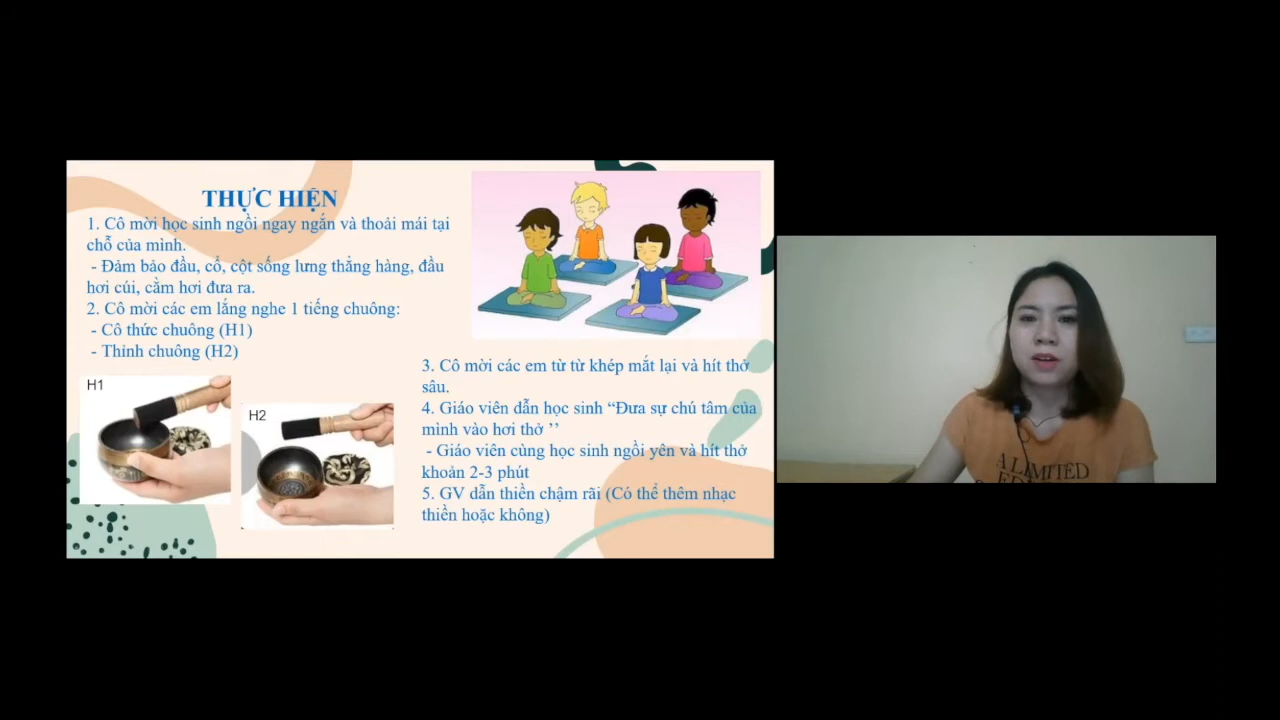 THỰC HIỆN
1. Cô mời học sinh ngồi ngay ngắn và thoải mái tại
chỗ của mình.
- Đảm bảo đầu, cổ, cột sống lưng thẳng hàng, đầu
hơi cúi, cằm hơi đưa ra.
2. Cô mời các em lắng nghe 1 tiếng chuông:
- Cô thức chuông (H1)
- Thỉnh chuông (H2)
H1
H2
3. Cô mời các em từ từ khép mắt lại và hít thở
sâu.
4. Giáo viên dẫn học sinh “Đưa sự chú tâm của
mình vào hơi thở ’’
- Giáo viên cùng học sinh ngồi yên và hít thở
khoản 2-3 phút
5. GV dẫn thiền chậm rãi (Có thể thêm nhạc
thiền hoặc không)
A LIMITED